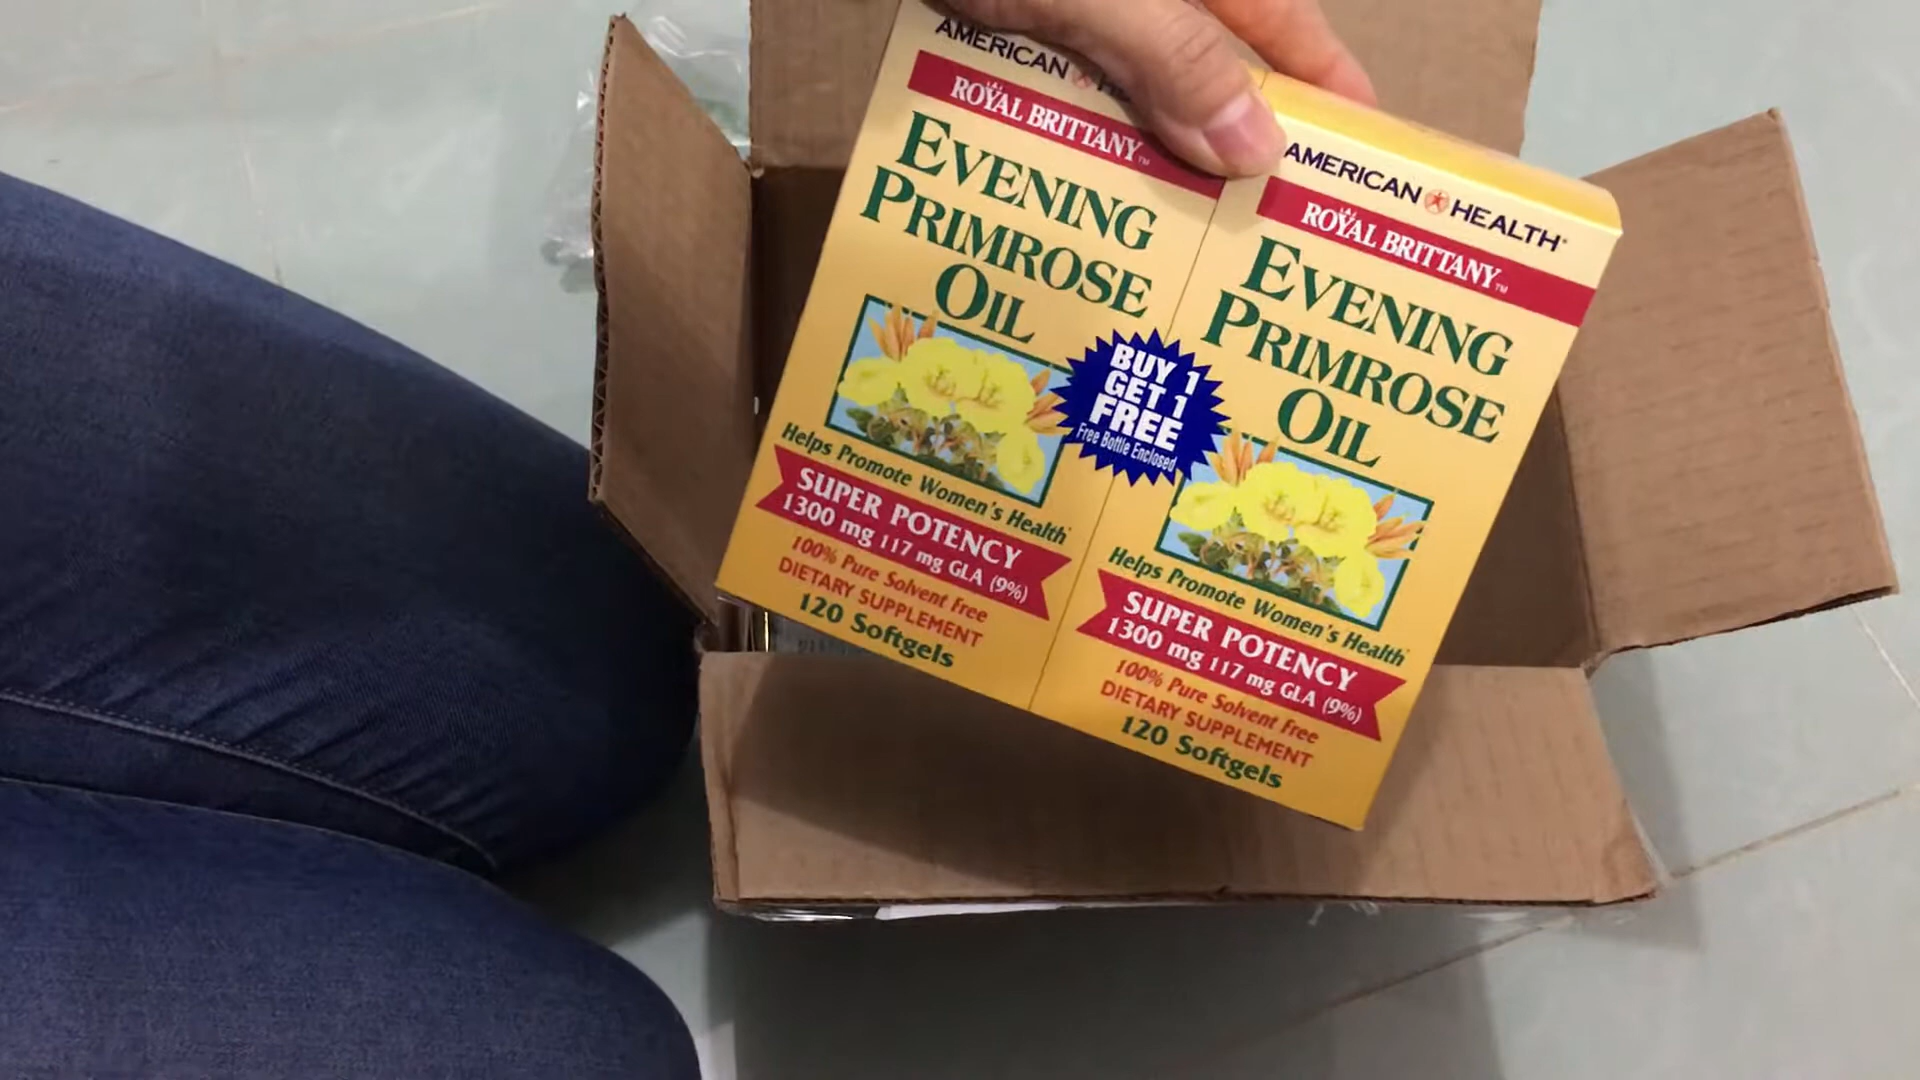 AMERICAN
ROYAL BRITTANY™
EVENING
PRIMROSE
OIL
Helps Promote Women's Health*
SUPER POTENCY
1300 mg 117 mg GLA (9%)
100% Pure Solvent Free
DIETARY SUPPLEMENT
120 Softgels
BUY 1
GET 1
FREE
Free Bottle Enclosed
AMERICAN HEALTH®
ROYAL BRITTANY™
EVENING
PRIMROSE
OIL
Helps Promote Women's Health*
SUPER POTENCY
1300 mg 117 mg GLA (9%)
100% Pure Solvent Free
DIETARY SUPPLEMENT
120 Softgels